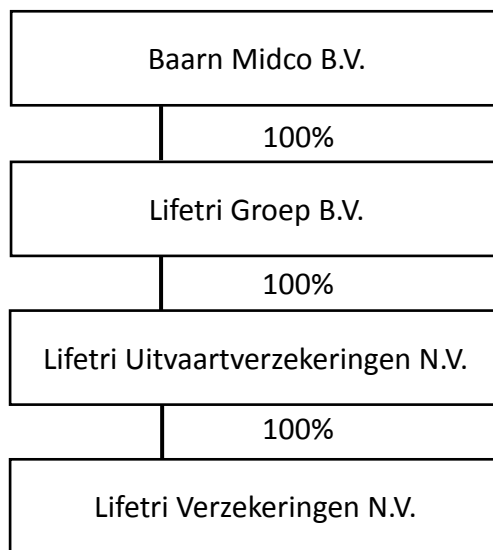 Baarn Midco B.V.
100%
Lifetri Groep B.V.
100%
Lifetri Uitvaartverzekeringen N.V.
100%
Lifetri Verzekeringen N.V.